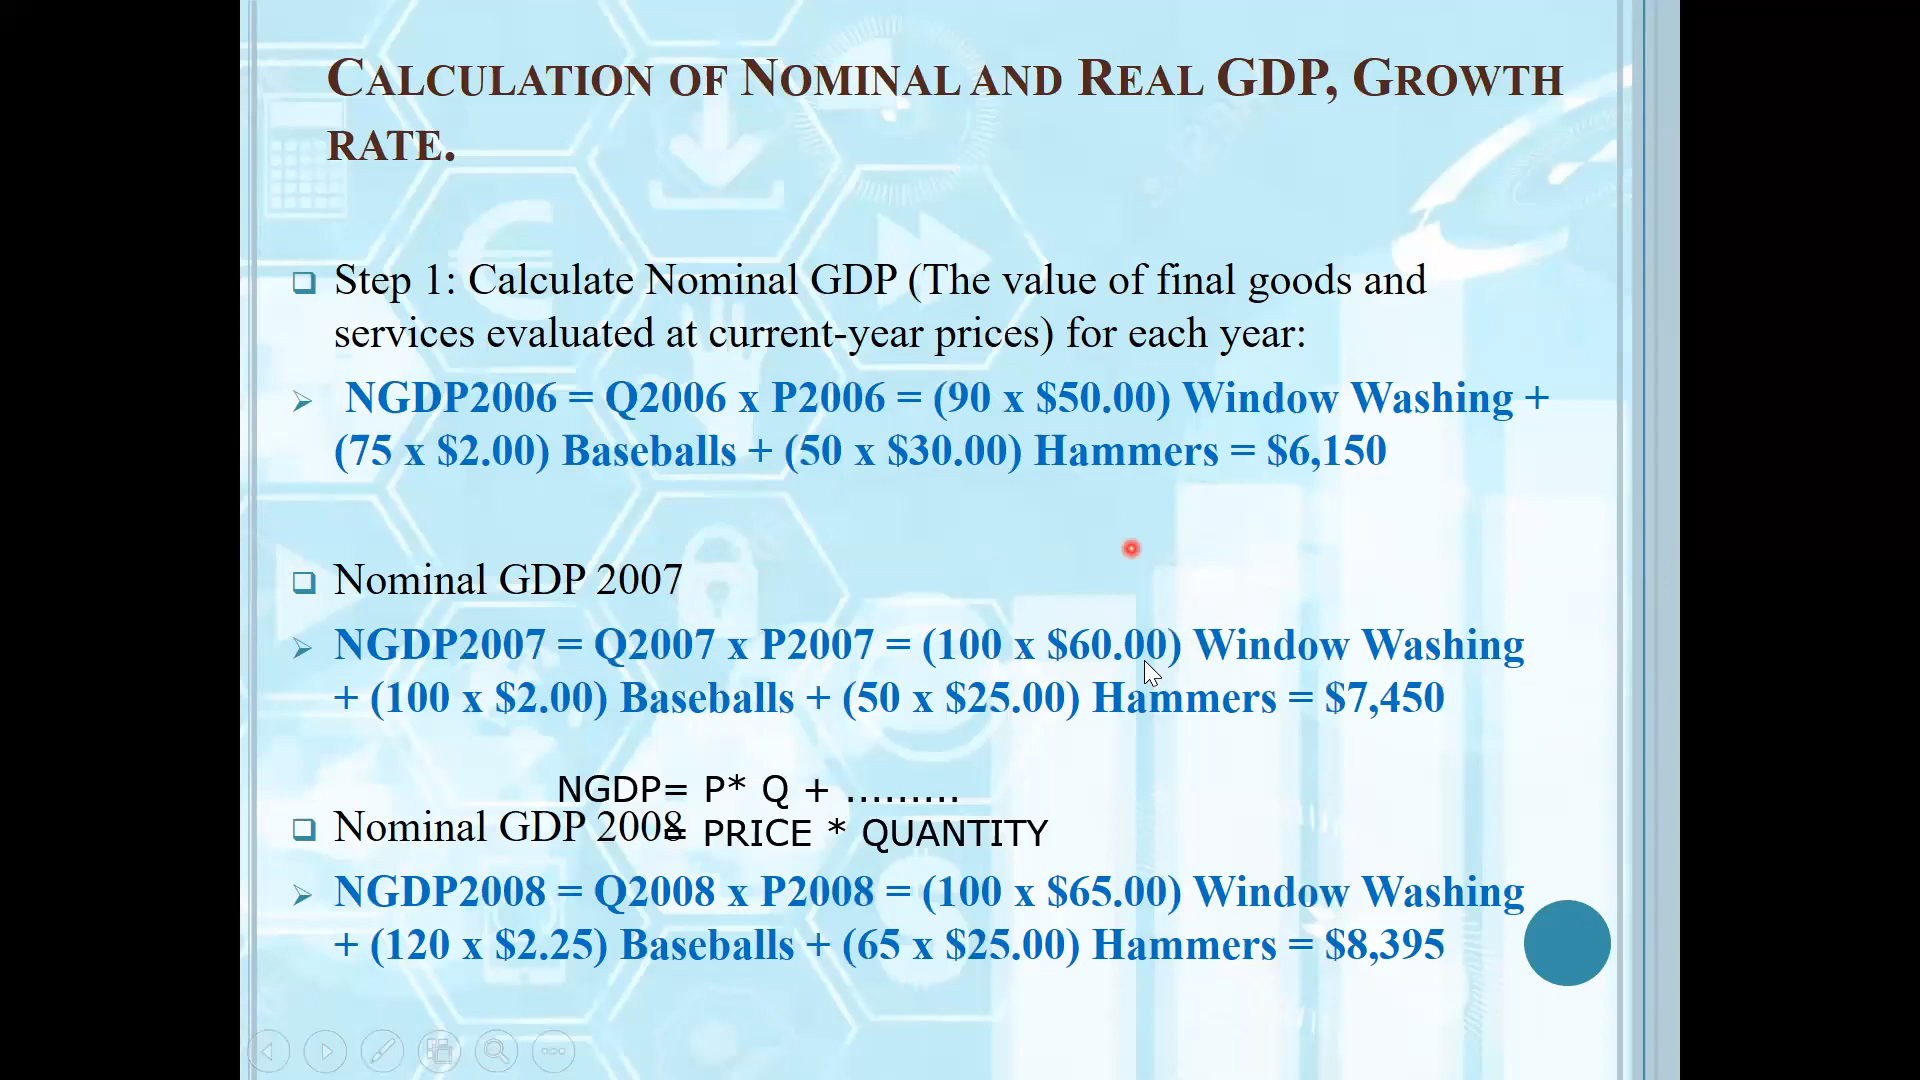 CALCULATION OF NOMINAL AND REAL GDP, GROWTH
RATE.
Step 1: Calculate Nominal GDP (The value of final goods and
services evaluated at current-year prices) for each year:
NGDP2006 = Q2006 x P2006 = (90 x $50.00) Window Washing +
(75 x $2.00) Baseballs + (50 x $30.00) Hammers = $6,150
Nominal GDP 2007
NGDP2007 = Q2007 x P2007 = (100 x $60.00) Window Washing
+ (100 x $2.00) Baseballs + (50 x $25.00) Hammers = $7,450
NGDP= P* Q + .........
Nominal GDP 2008
= PRICE * QUANTITY
NGDP2008 = Q2008 x P2008 = (100 x $65.00) Window Washing
+ (120 x $2.25) Baseballs + (65 x $25.00) Hammers = $8,395